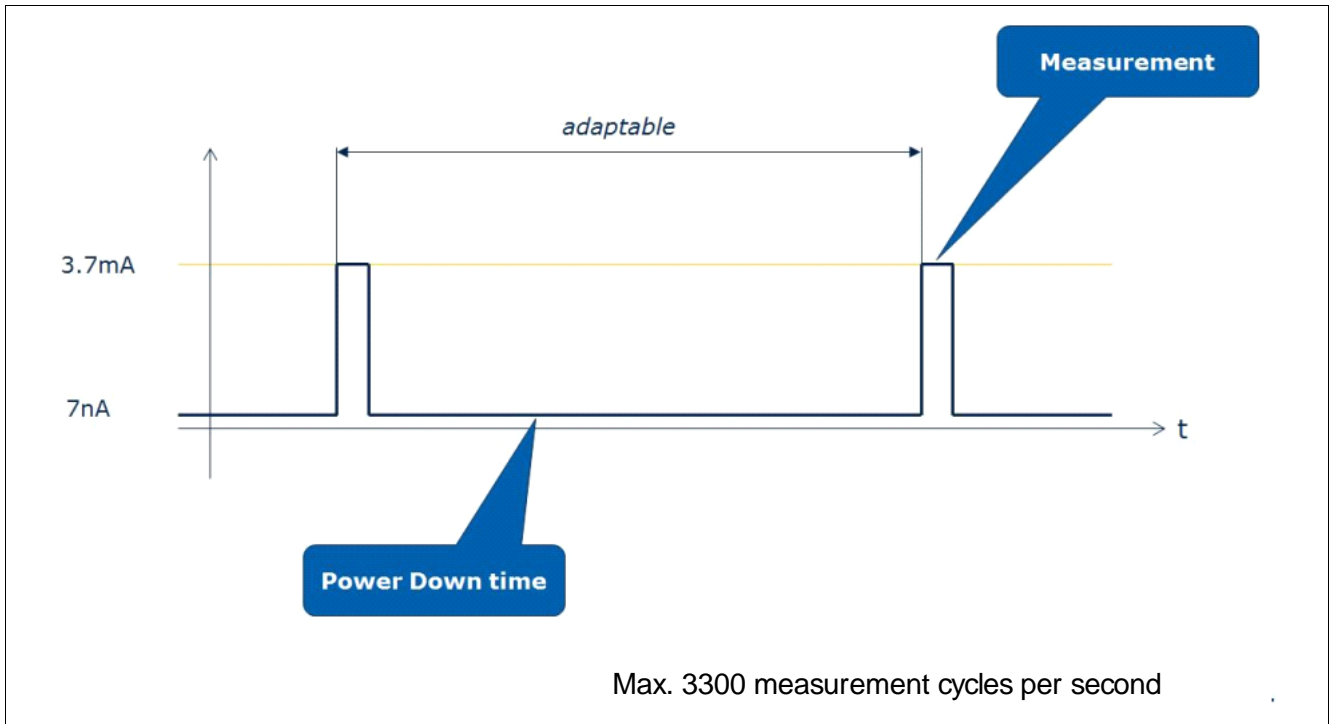 Measurement
adaptable
3.7mA
7nA
t
Power Down time
Max. 3300 measurement cycles per second